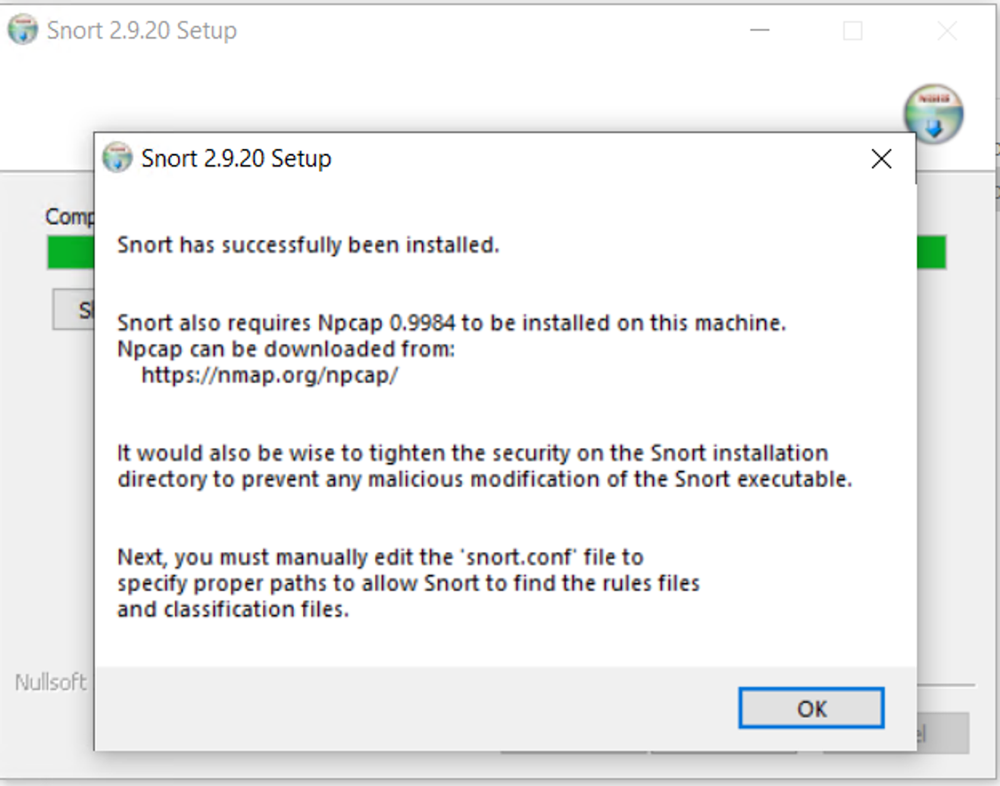 Snort 2.9.20 Setup
Snort 2.9.20 Setup
Snort has successfully been installed.
Snort also requires Npcap 0.9984 to be installed on this machine.
Npcap can be downloaded from:
https://nmap.org/npcap/
It would also be wise to tighten the security on the Snort installation
directory to prevent any malicious modification of the Snort executable.
Next, you must manually edit the 'snort.conf' file to
specify proper paths to allow Snort to find the rules files
and classification files.
Nullsoft
OK